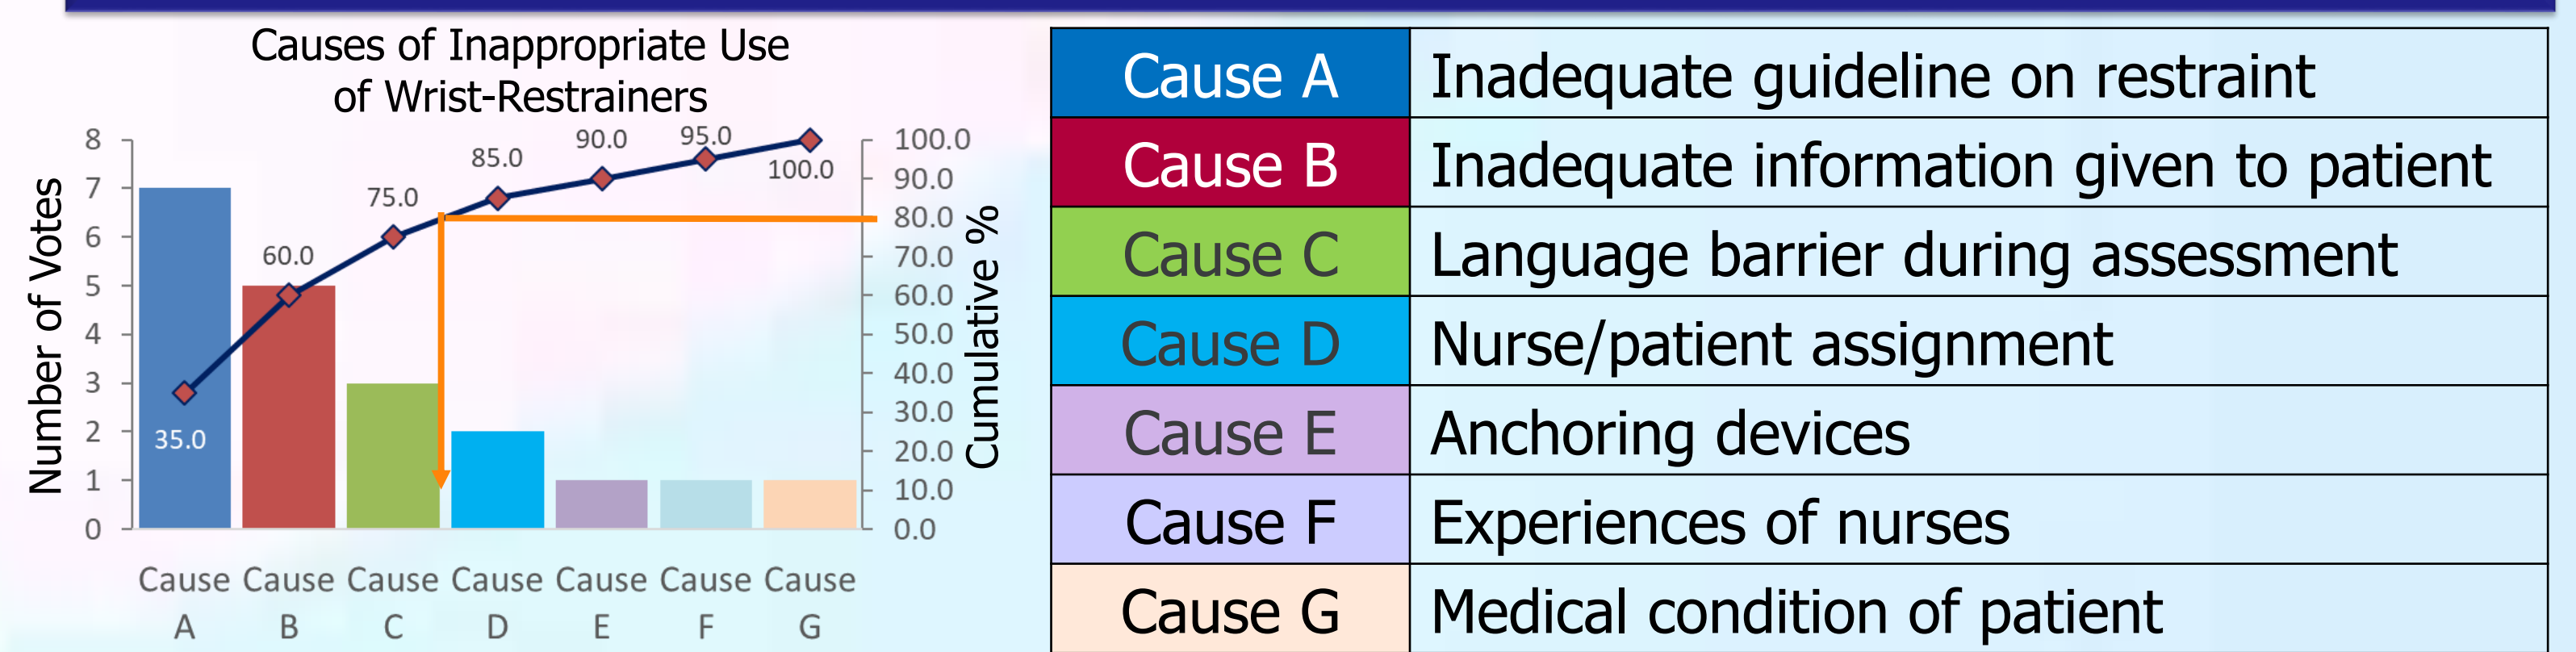 Causes of Inappropriate Use
of Wrist-Restrainers
Number of Votes
8
7
6
5
4
3
2
1
0
35.0
60.0
75.0
85.0
90.0
95.0
100.0
100.0
90.0
80.0
70.0
60.0
50.0
40.0
30.0
20.0
10.0
0.0
Cumulative %
Cause Cause Cause Cause Cause Cause Cause
A B C D E F G
Cause A Inadequate guideline on restraint
Cause B Inadequate information given to patient
Cause C Language barrier during assessment
Cause D Nurse/patient assignment
Cause E Anchoring devices
Cause F Experiences of nurses
Cause G Medical condition of patient